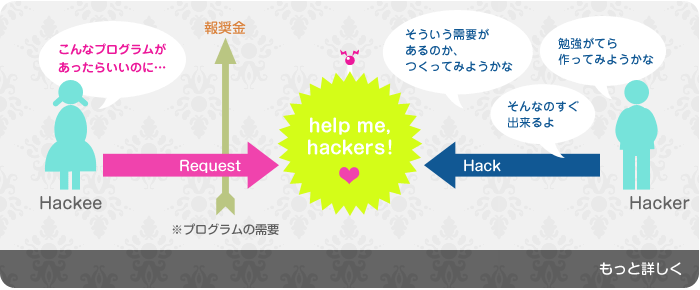 報奨金
こんなプログラムが
あったらいいのに…
そういう需要が
あるのか、
つくってみようかな
勉強がてら
作ってみようかな
そんなのすぐ
出来るよ
help me,
hackers!
Request
Hack
Hackee
Hacker
※プログラムの需要
もっと詳しく